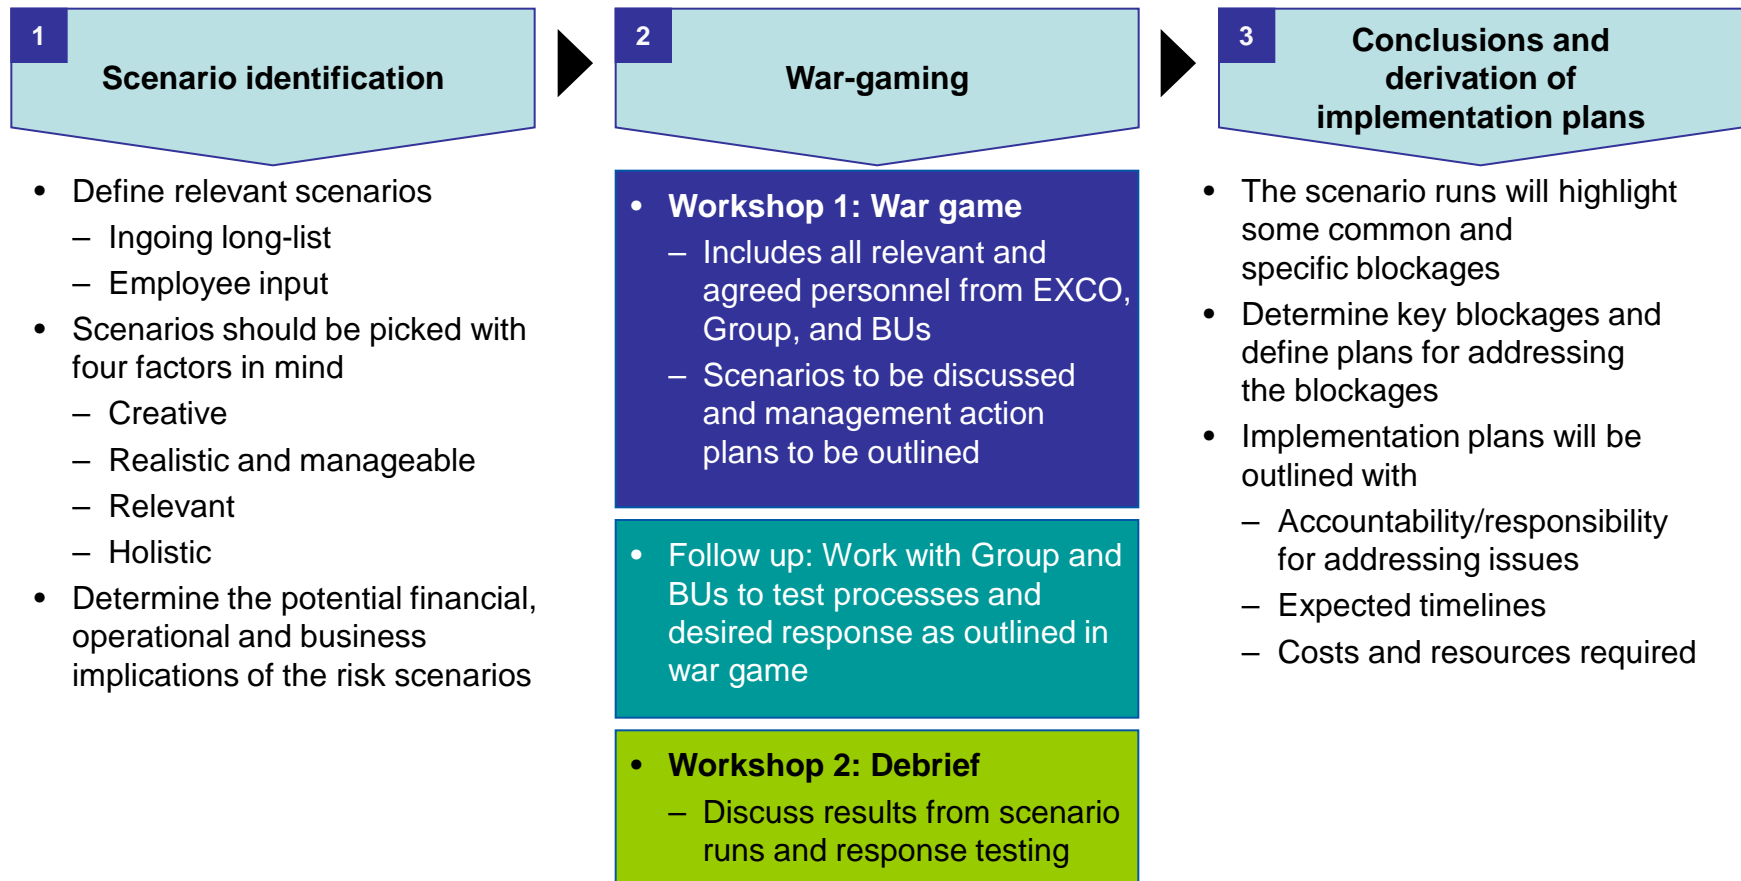 1
Scenario identification
• Define relevant scenarios
– Ingoing long-list
– Employee input
• Scenarios should be picked with
four factors in mind
– Creative
– Realistic and manageable
– Relevant
– Holistic
• Determine the potential financial,
operational and business
implications of the risk scenarios
2
War-gaming
• Workshop 1: War game
– Includes all relevant and
agreed personnel from EXCO,
Group, and BUs
– Scenarios to be discussed
and management action
plans to be outlined
• Follow up: Work with Group and
BUs to test processes and
desired response as outlined in
war game
• Workshop 2: Debrief
– Discuss results from scenario
runs and response testing
3
Conclusions and
derivation of
implementation plans
• The scenario runs will highlight
some common and
specific blockages
• Determine key blockages and
define plans for addressing
the blockages
• Implementation plans will be
outlined with
– Accountability/responsibility
for addressing issues
– Expected timelines
– Costs and resources required